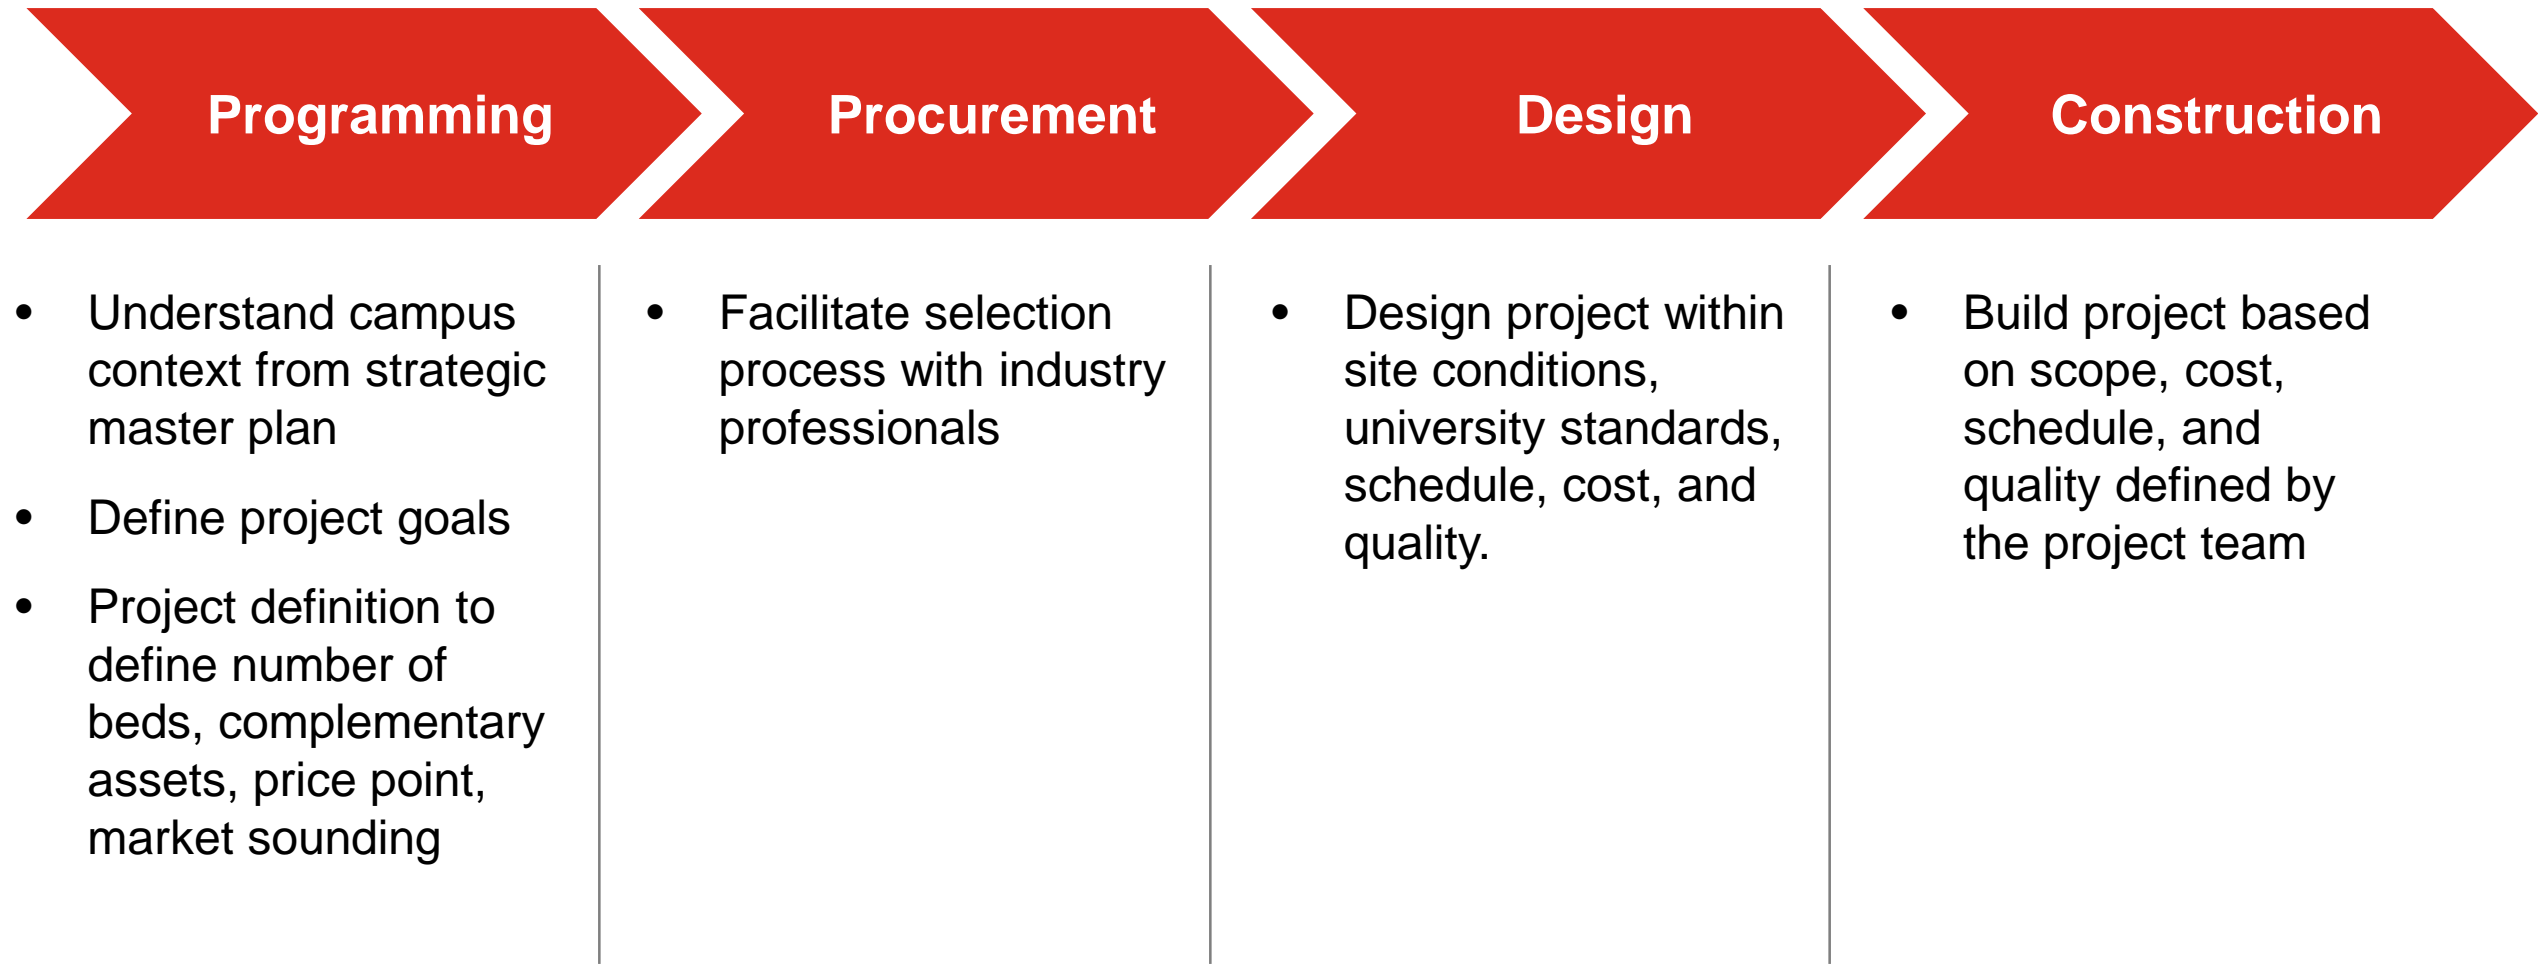 Programming
Procurement
Design
Construction
• Understand campus
context from strategic
master plan
• Define project goals
• Project definition to
define number of
beds, complementary
assets, price point,
market sounding
• Facilitate selection
process with industry
professionals
• Design project within
site conditions,
university standards,
schedule, cost, and
quality.
• Build project based
on scope, cost,
schedule, and
quality defined by
the project team